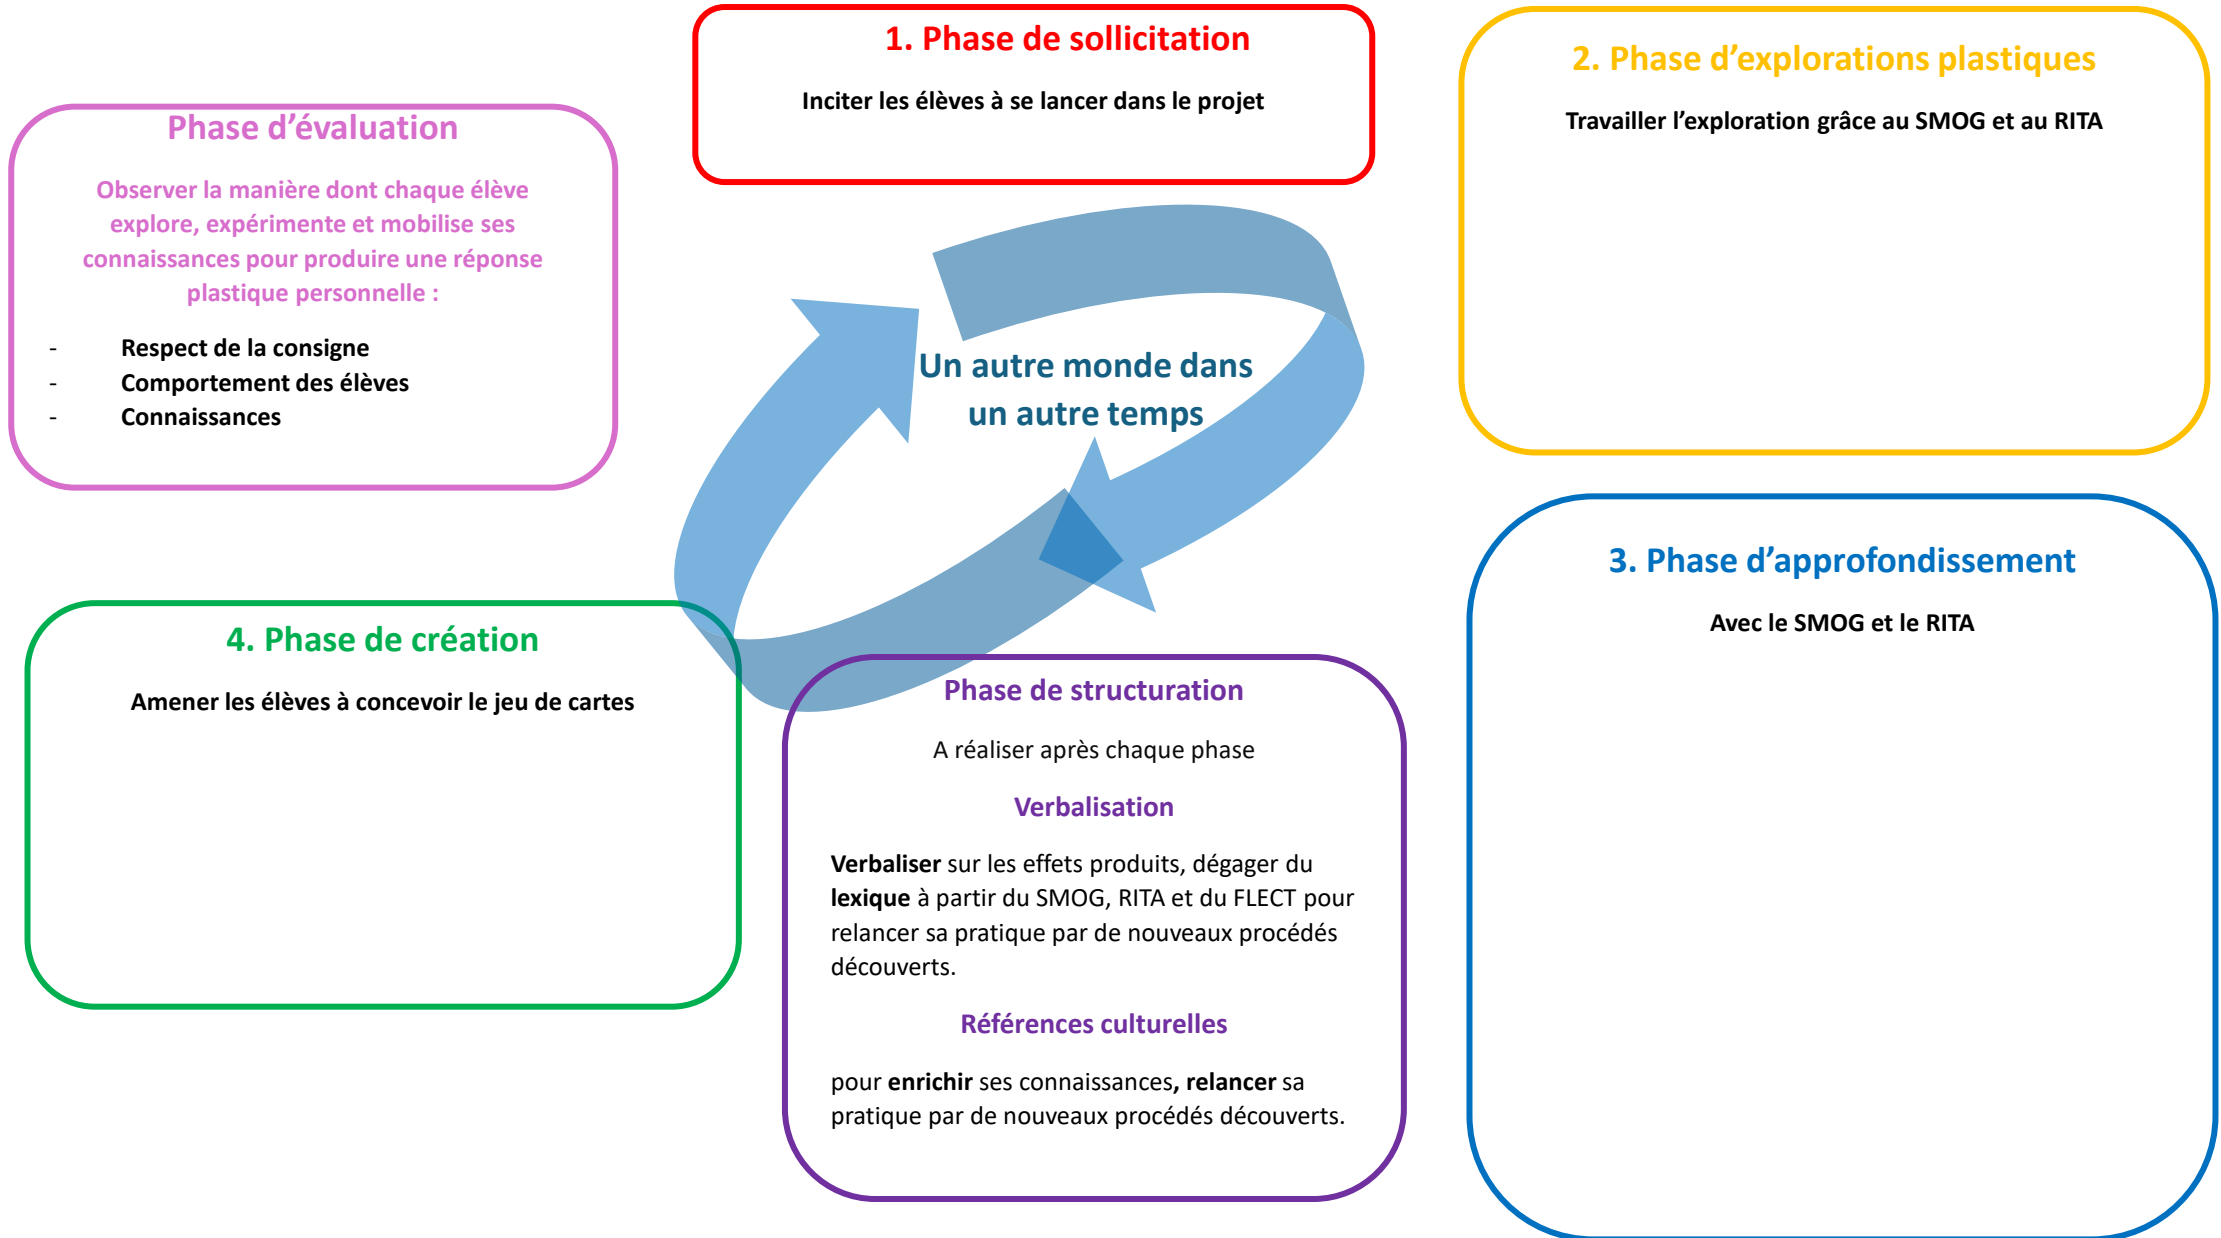 1. Phase de sollicitation
Inciter les élèves à se lancer dans le projet
2. Phase d’explorations plastiques
Travailler l’exploration grâce au SMOG et au RITA
Phase d’évaluation
Observer la manière dont chaque élève
explore, expérimente et mobilise ses
connaissances pour produire une réponse
plastique personnelle :
- Respect de la consigne
- Comportement des élèves
- Connaissances
Un autre monde dans
un autre temps
3. Phase d’approfondissement
Avec le SMOG et le RITA
4. Phase de création
Amener les élèves à concevoir le jeu de cartes
Phase de structuration
A réaliser après chaque phase
Verbalisation
Verbaliser sur les effets produits, dégager du
lexique à partir du SMOG, RITA et du FLECT pour
relancer sa pratique par de nouveaux procédés
découverts.
Références culturelles
pour enrichir ses connaissances, relancer sa
pratique par de nouveaux procédés découverts.